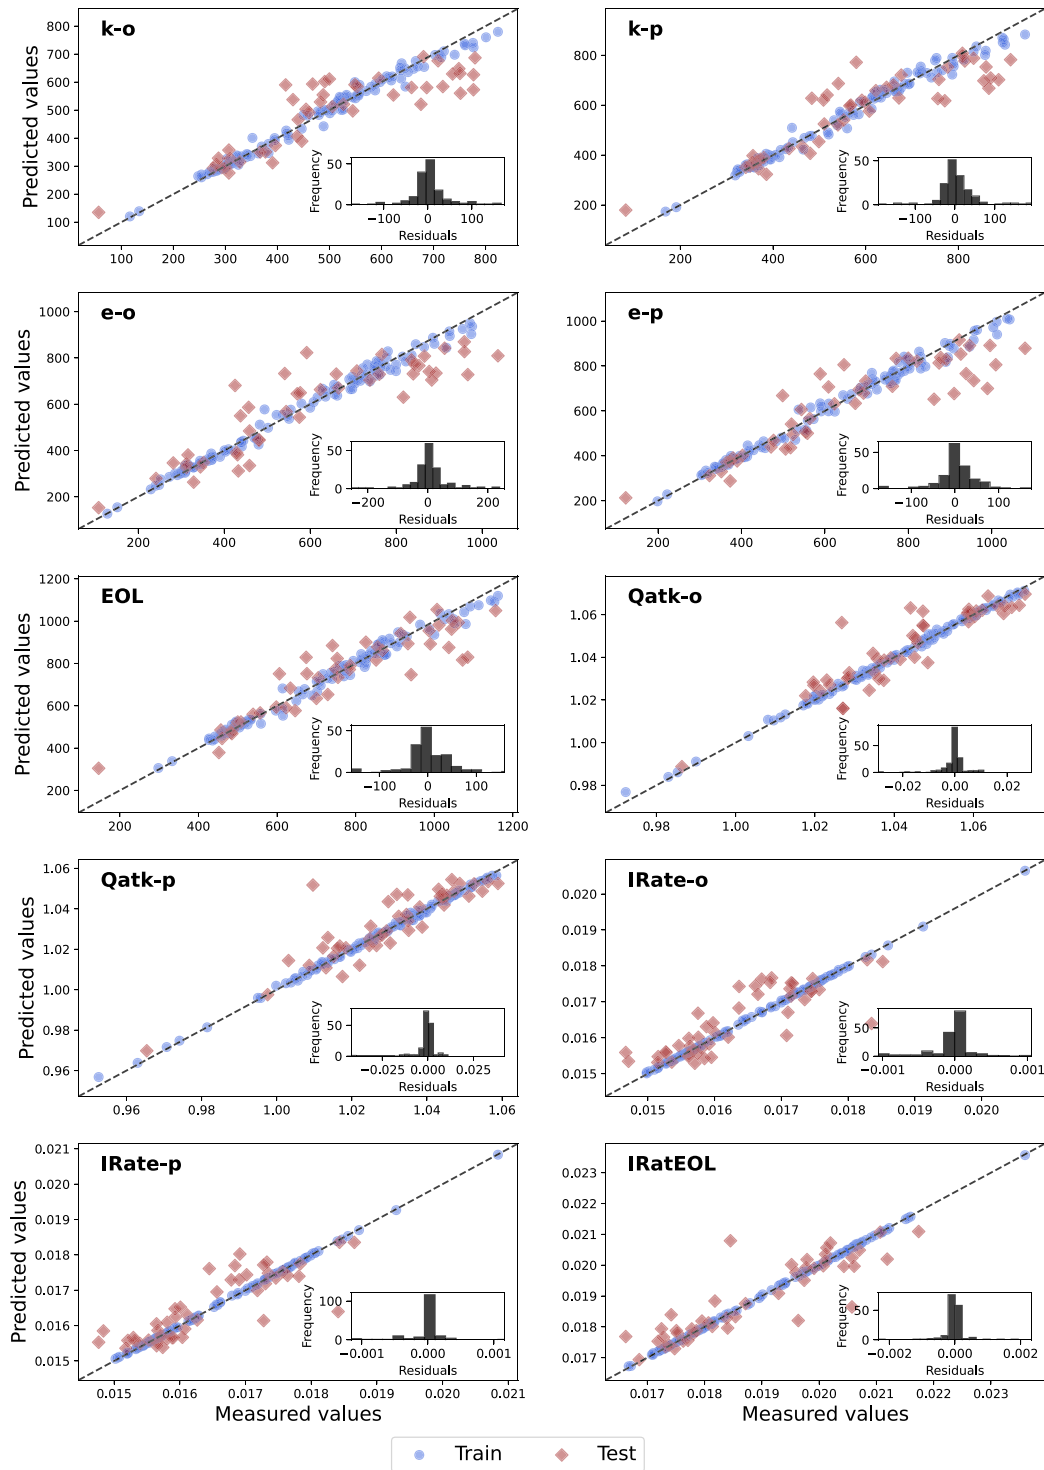 k-o
Predicted values
800
700
600
500
400
300
200
100
100 200 300 400 500 600 700 800
Frequency
50
0
−100 0 100
Residuals
k-p
800
600
400
200
200 400 600 800
Frequency
50
0
−100 0 100
Residuals
e-o
Predicted values
1000
800
600
400
200
200 400 600 800 1000
Frequency
50
0
−200 0 200
Residuals
e-p
1000
800
600
400
200
200 400 600 800 1000
Frequency
50
0
−100 0 100
Residuals
EOL
Predicted values
1200
1000
800
600
400
200
200 400 600 800 1000 1200
Frequency
50
0
−100 0 100
Residuals
Qatk-o
1.06
1.04
1.02
1.00
0.98
0.98 1.00 1.02 1.04 1.06
Frequency
50
0
−0.02 0.00 0.02
Residuals
Qatk-p
Predicted values
1.06
1.04
1.02
1.00
0.98
0.96
0.96 0.98 1.00 1.02 1.04 1.06
Frequency
50
0
−0.025 0.000 0.025
Residuals
IRate-o
0.020
0.019
0.018
0.017
0.016
0.015
0.015 0.016 0.017 0.018 0.019 0.020
Frequency
50
0
−0.001 0.000 0.001
Residuals
IRate-p
Predicted values
0.021
0.019
0.018
0.017
0.016
0.015
0.015 0.016 0.017 0.018 0.019 0.020 0.021
Measured values
Frequency
100
0
−0.001 0.000 0.001
Residuals
IRatEOL
0.023
0.022
0.021
0.020
0.019
0.018
0.017
0.017 0.018 0.019 0.020 0.021 0.022 0.023
Measured values
Frequency
50
0
−0.002 0.000 0.002
Residuals
Train Test